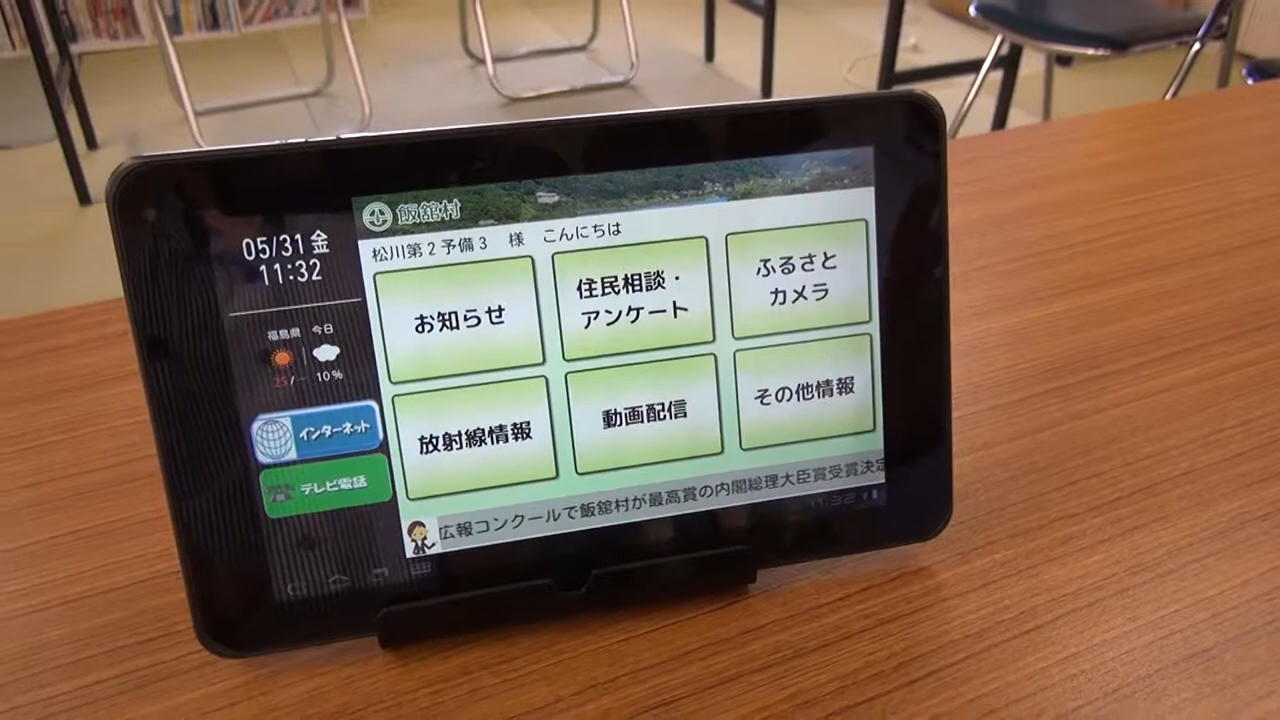 飯舘村
松川第2予備3 様 こんにちは
05/31 金
11:32
福島県 今日
25/--
10%
インターネット
テレビ電話
お知らせ
住民相談・
アンケート
ふるさと
カメラ
放射線情報
動画配信
その他情報
広報コンクールで飯舘村が最高賞の内閣総理大臣賞受賞決定
11:32